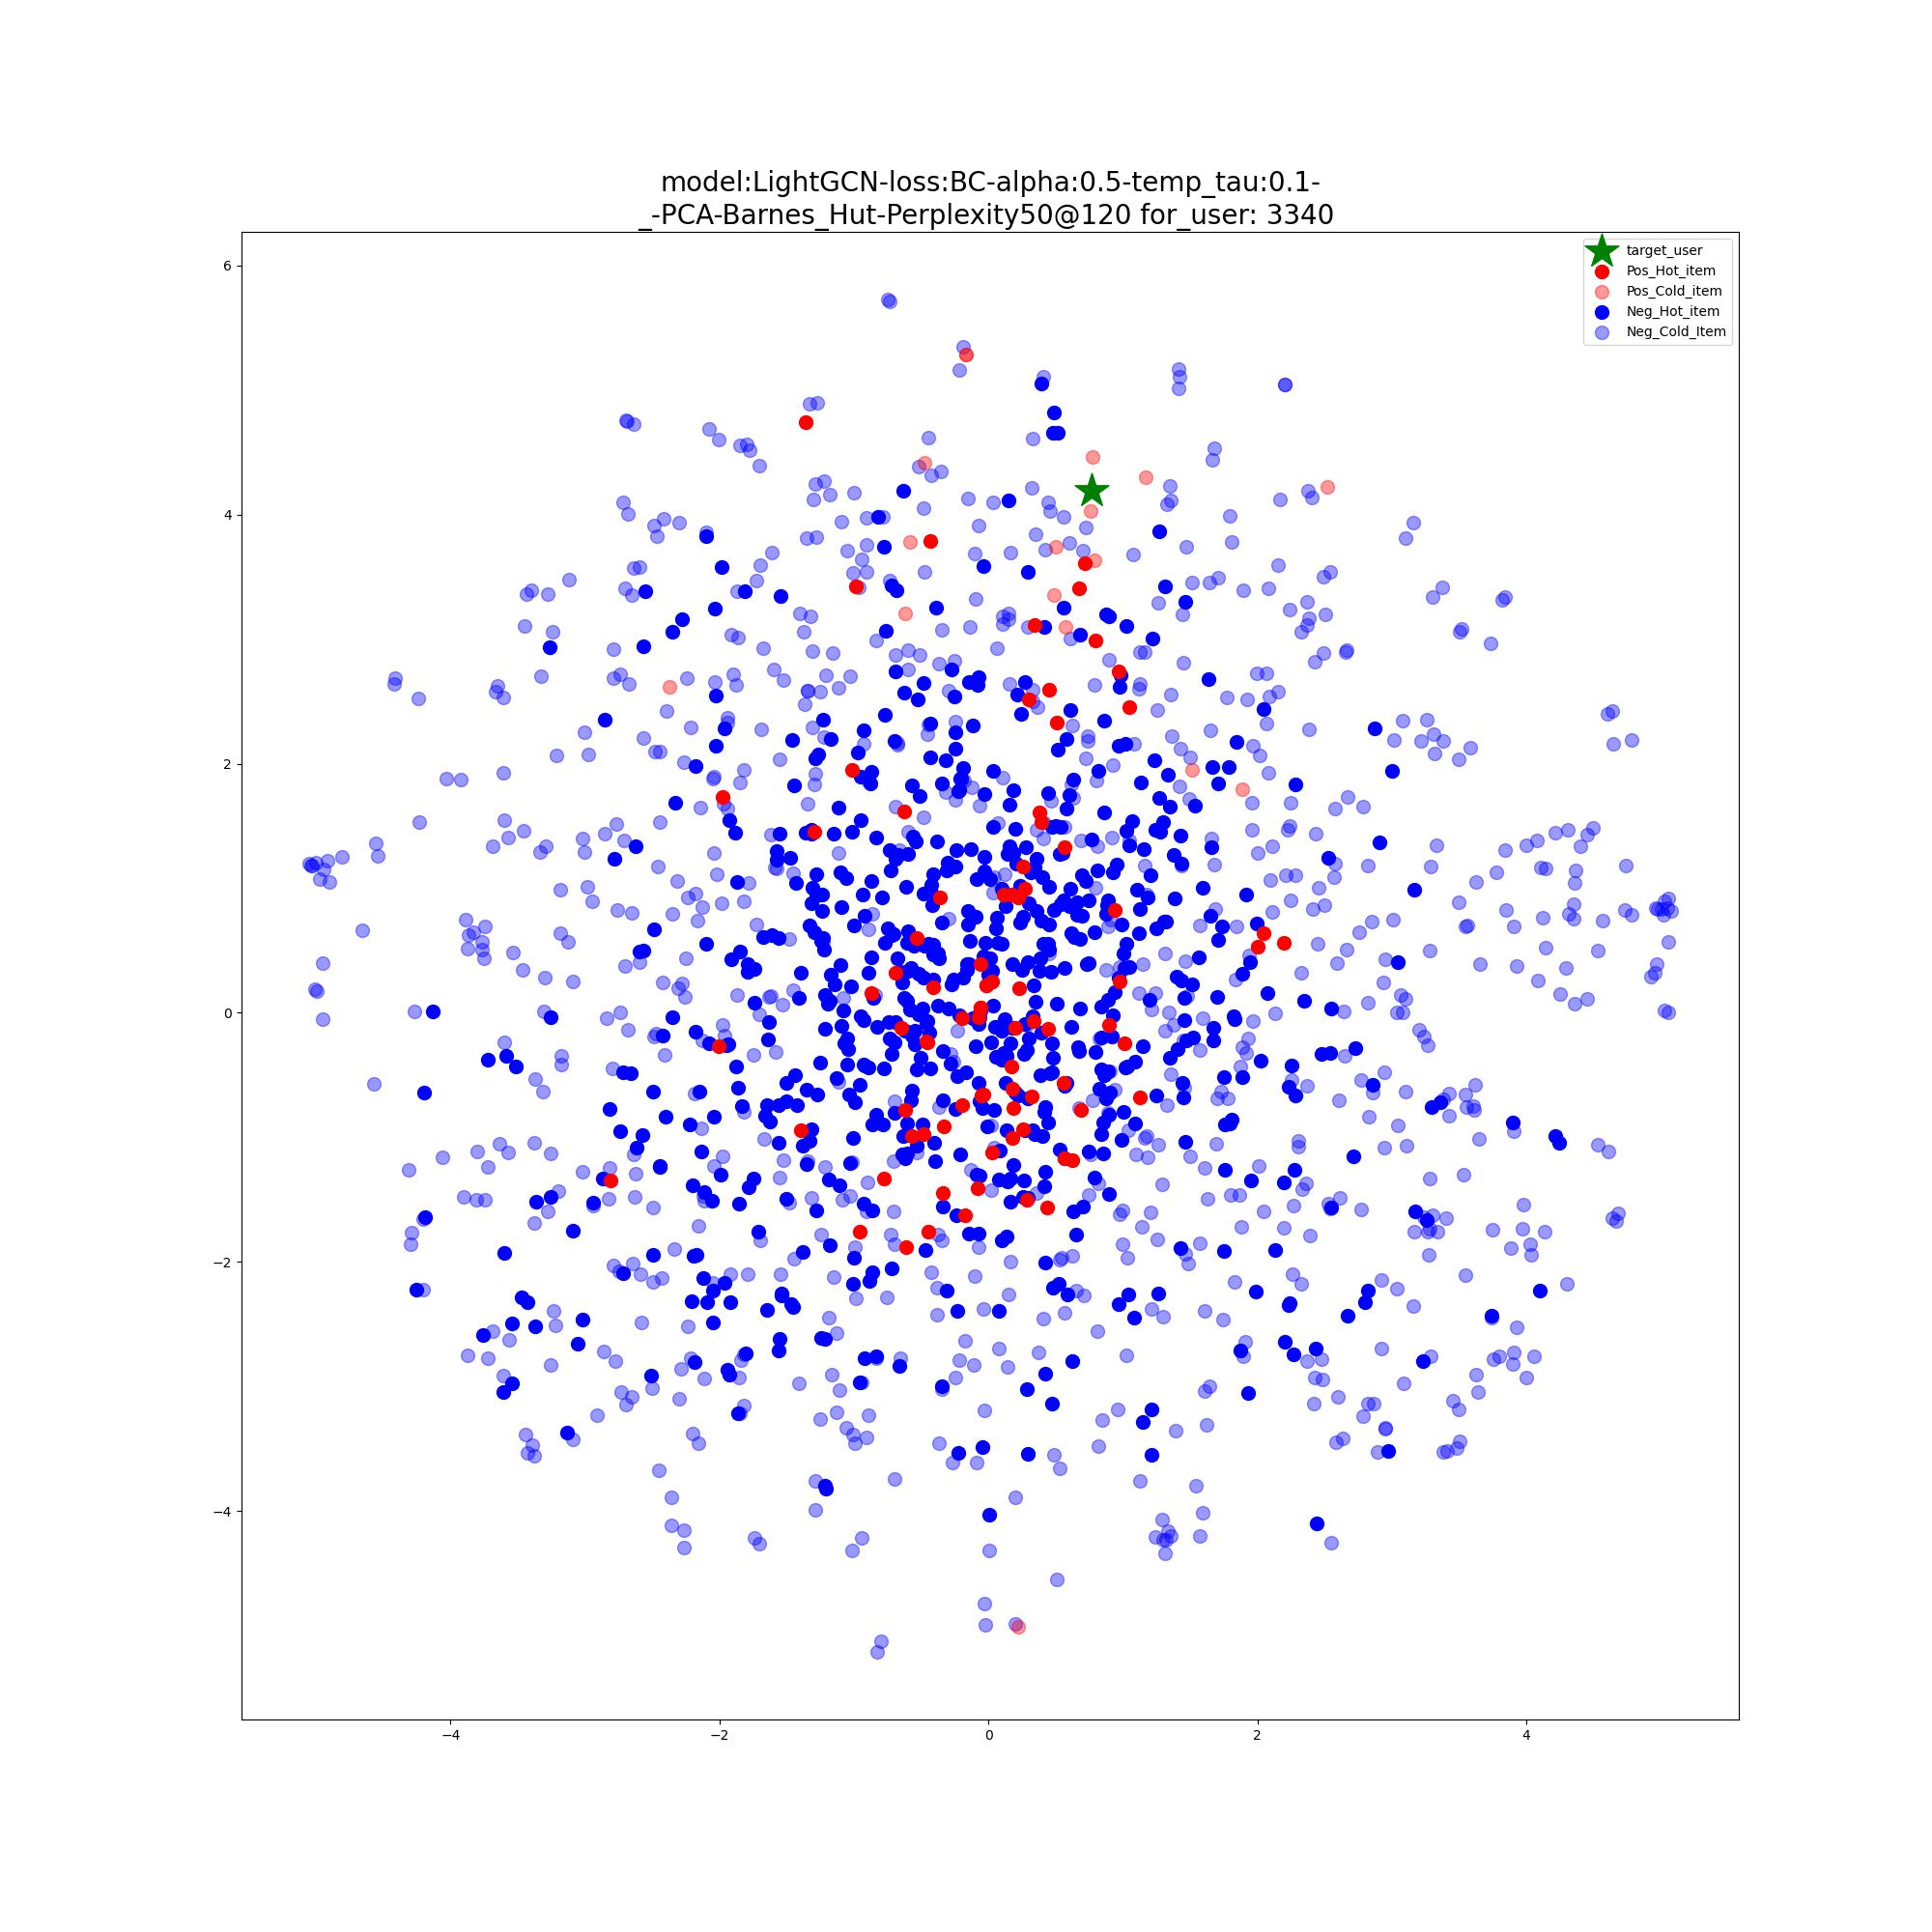 model:LightGCN-loss:BC-alpha:0.5-temp_tau:0.1-
_-PCA-Barnes_Hut-Perplexity50@120 for_user: 3340
target_user
Pos_Hot_item
Pos_Cold_item
Neg_Hot_item
Neg_Cold_Item
6
4
2
0
−2
−4
−4
−2
0
2
4